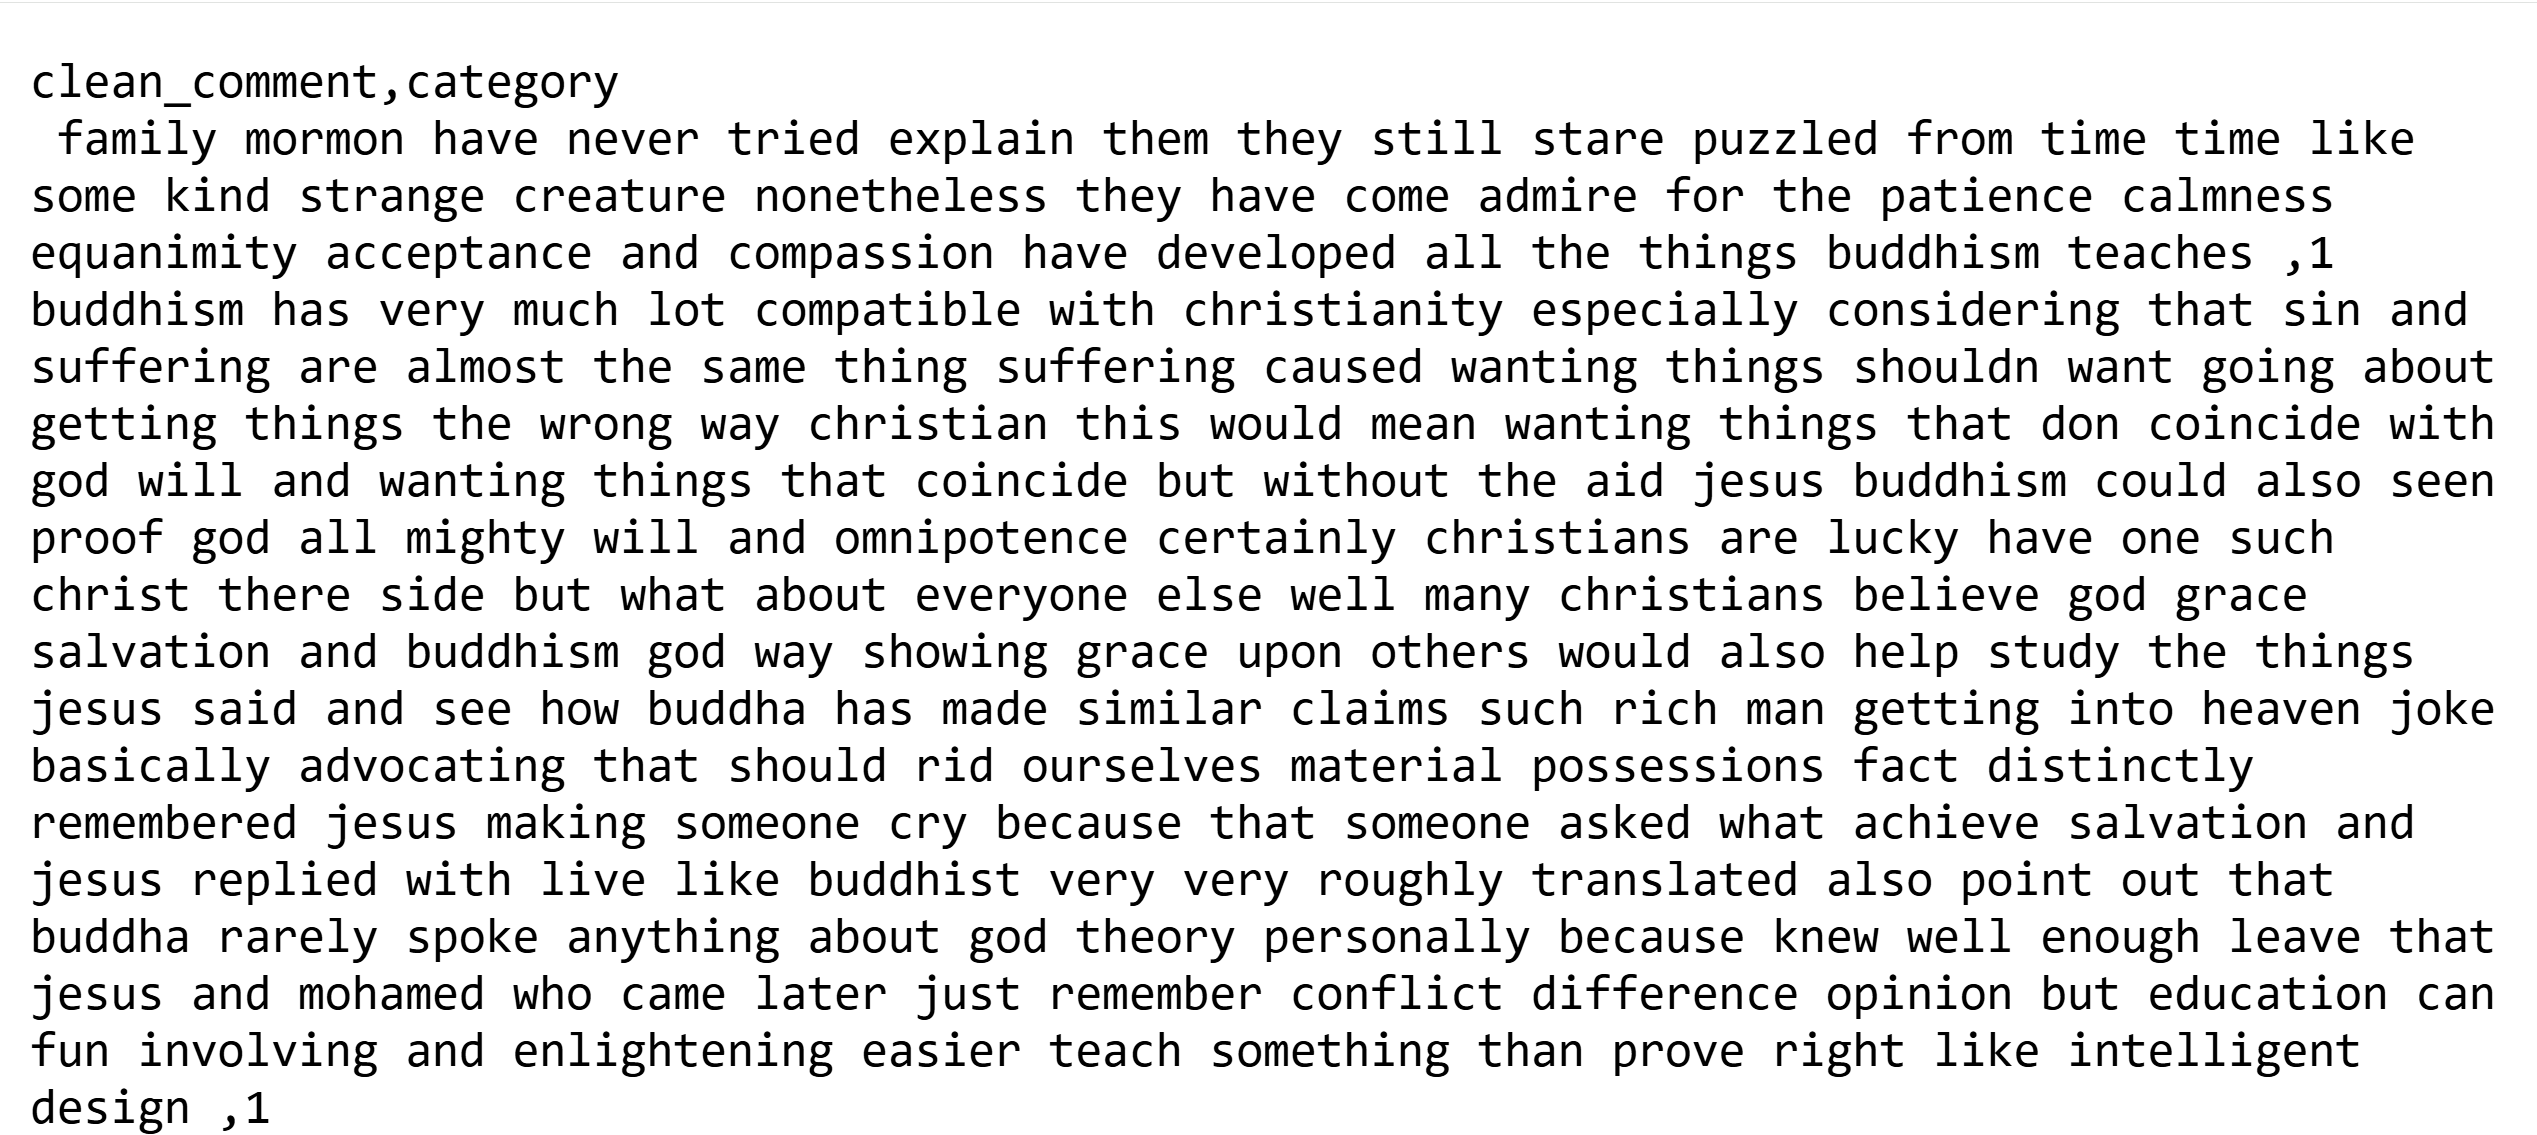 clean_comment,category
 family mormon have never tried explain them they still stare puzzled from time time like
some kind strange creature nonetheless they have come admire for the patience calmness
equanimity acceptance and compassion have developed all the things buddhism teaches ,1
buddhism has very much lot compatible with christianity especially considering that sin and
suffering are almost the same thing suffering caused wanting things shouldn want going about
getting things the wrong way christian this would mean wanting things that don coincide with
god will and wanting things that coincide but without the aid jesus buddhism could also seen
proof god all mighty will and omnipotence certainly christians are lucky have one such
christ there side but what about everyone else well many christians believe god grace
salvation and buddhism god way showing grace upon others would also help study the things
jesus said and see how buddha has made similar claims such rich man getting into heaven joke
basically advocating that should rid ourselves material possessions fact distinctly
remembered jesus making someone cry because that someone asked what achieve salvation and
jesus replied with live like buddhist very very roughly translated also point out that
buddha rarely spoke anything about god theory personally because knew well enough leave that
jesus and mohamed who came later just remember conflict difference opinion but education can
fun involving and enlightening easier teach something than prove right like intelligent
design ,1